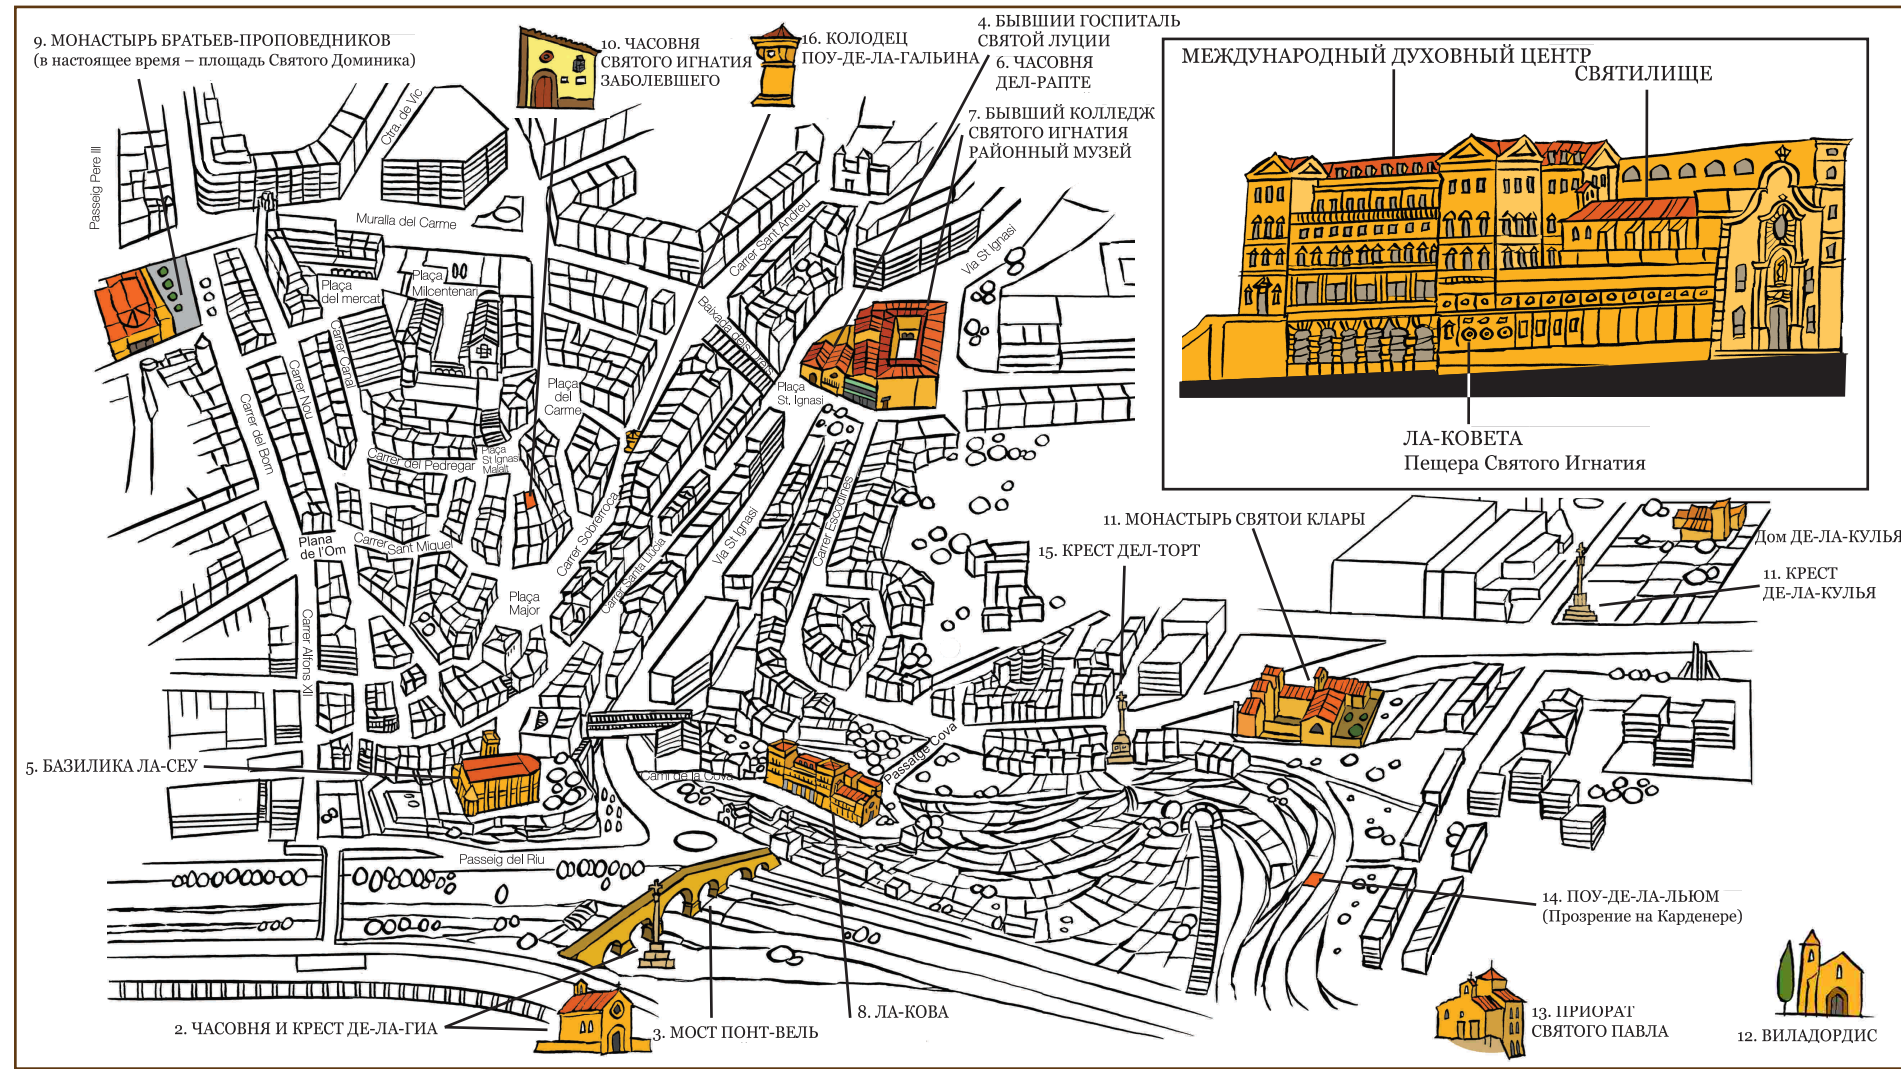 9. МОНАСТЫРЬ БРАТЬЕВ-ПРОПОВЕДНИКОВ
(в настоящее время – площадь Святого Доминика)
10. ЧАСОВНЯ
СВЯТОГО ИГНАТИЯ
ЗАБОЛЕВШЕГО
16. КОЛОДЕЦ
ПОУ-ДЕ-ЛА-ГАЛЬИНА
4. БЫВШИИ ГОСПИТАЛЬ
СВЯТОЙ ЛУЦИИ
6. ЧАСОВНЯ
ДЕЛ-РАПТЕ
7. БЫВШИЙ КОЛЛЕДЖ
СВЯТОГО ИГНАТИЯ
РАЙОННЫЙ МУЗЕЙ
МЕЖДУНАРОДНЫЙ ДУХОВНЫЙ ЦЕНТР
СВЯТИЛИЩЕ
ЛА-КОВЕТА
Пещера Святого Игнатия
Passeig Pere III
Ctra. de Vic
Muralla del Carme
Carrer Sant Andreu
Via St Ignasi
Plaça
Milcentenari
Plaça
del mercat
Carrer Canal
Carrer Nou
Carrer del Born
Baixada dels Drets
Plaça
St. Ignasi
Plaça
del
Carme
Carrer del Pedregar
Plaça
St Ignasi
Malalt
Plana
de l'Om
Carrer Sant Miquel
Carrer Sobrerroca
Carrer Santa Llúcia
Via St Ignasi
Carrer Escodines
Plaça
Major
Carrer Alfons XII
11. МОНАСТЫРЬ СВЯТОИ КЛАРЫ
15. КРЕСТ ДЕЛ-ТОРТ
Дом ДЕ-ЛА-КУЛЬЯ
11. КРЕСТ
ДЕ-ЛА-КУЛЬЯ
5. БАЗИЛИКА ЛА-СЕУ
Camí de la Cova
Passatge Cova
Passeig del Riu
14. ПОУ-ДЕ-ЛА-ЛЬЮМ
(Прозрение на Карденере)
2. ЧАСОВНЯ И КРЕСТ ДЕ-ЛА-ГИА
3. МОСТ ПОНТ-ВЕЛЬ
8. ЛА-КОВА
13. ПРИОРАТ
СВЯТОГО ПАВЛА
12. ВИЛАДОРДИС